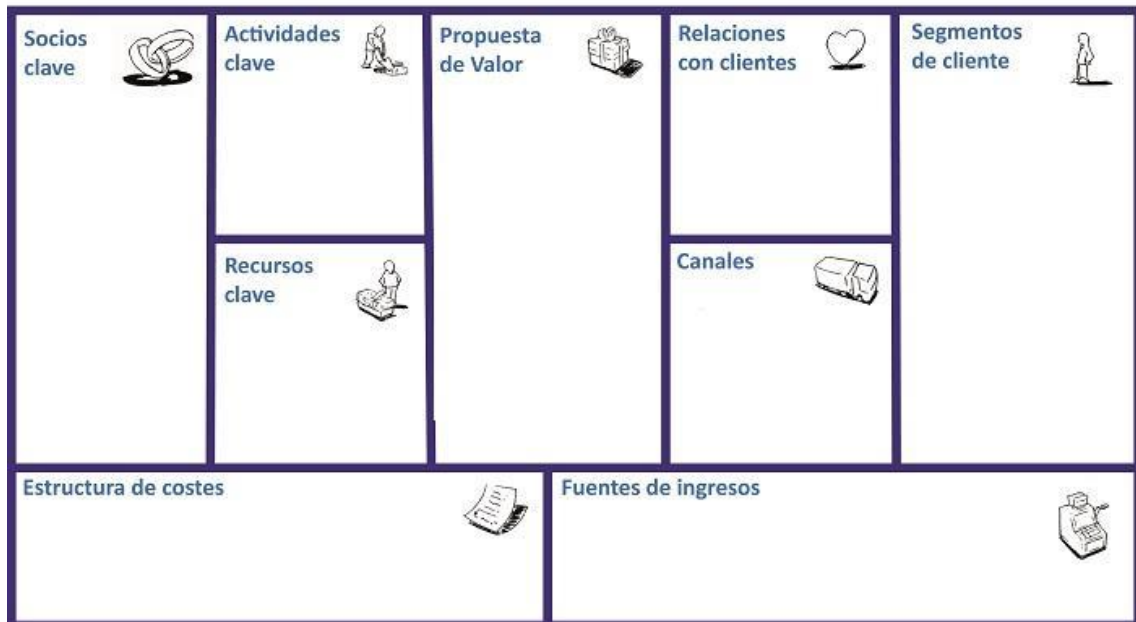 Socios
clave
Actividades
clave
Propuesta
de Valor
Relaciones
con clientes
Segmentos
de cliente
Recursos
clave
Canales
Estructura de costes
Fuentes de ingresos